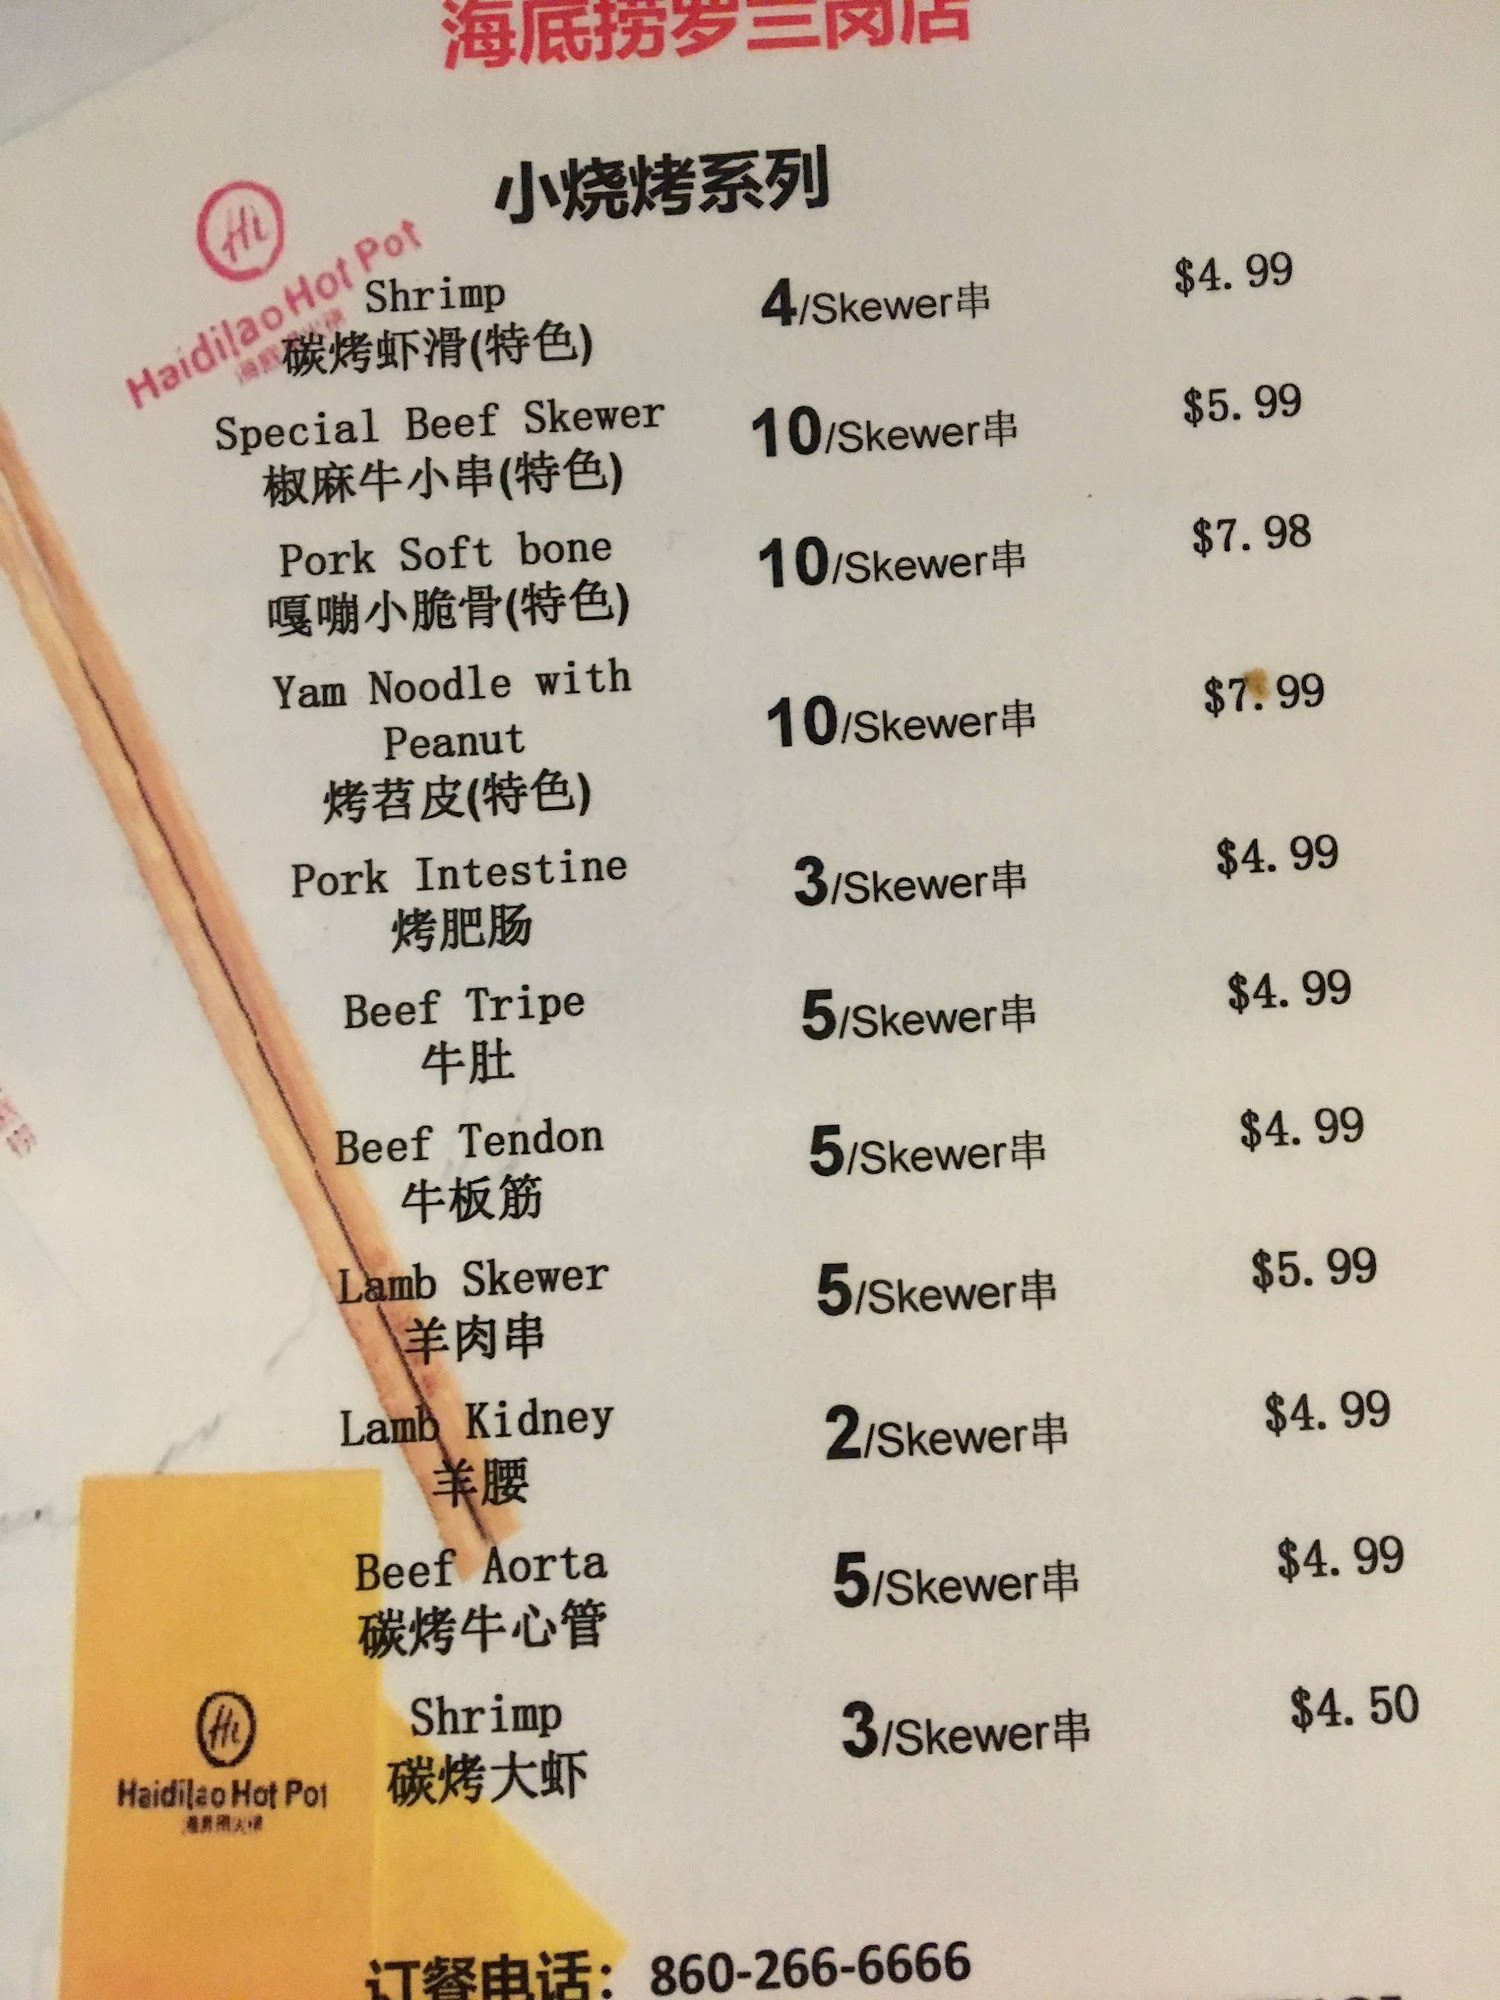 海底捞罗兰岗店
小烧烤系列
Hi
Haidilao Hot Pot
Shrimp 4/Skewer串 $4.99
碳烤虾滑(特色)
Special Beef Skewer 10/Skewer串 $5.99
椒麻牛小串(特色)
Pork Soft bone 10/Skewer串 $7.98
嘎嘣小脆骨(特色)
Yam Noodle with
Peanut 10/Skewer串 $7.99
烤苕皮(特色)
Pork Intestine 3/Skewer串 $4.99
烤肥肠
Beef Tripe 5/Skewer串 $4.99
牛肚
Beef Tendon 5/Skewer串 $4.99
牛板筋
Lamb Skewer 5/Skewer串 $5.99
羊肉串
Lamb Kidney 2/Skewer串 $4.99
羊腰
Beef Aorta 5/Skewer串 $4.99
碳烤牛心管
Shrimp 3/Skewer串 $4.50
碳烤大虾
Hi
Haidilao Hot Pot
订餐电话：860-266-6666